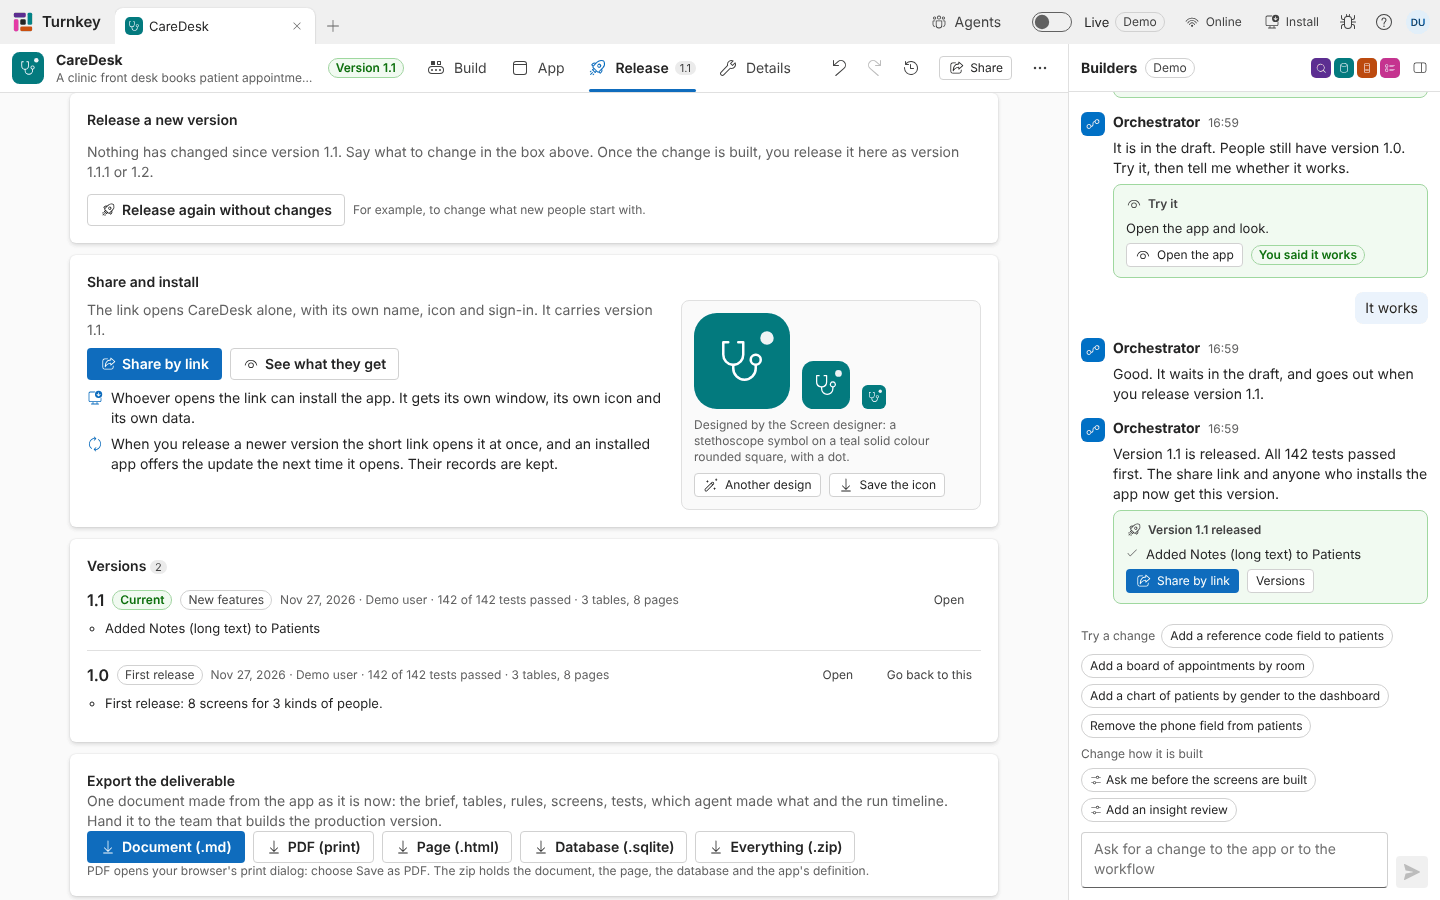 Turnkey
CareDesk
Agents
Live
Demo
Online
Install
DU
CareDesk
A clinic front desk books patient appointme...
Version 1.1
Build
App
Release 1.1
Details
Share
Builders
Demo
Release a new version
Nothing has changed since version 1.1. Say what to change in the box above. Once the change is built, you release it here as version
1.1.1 or 1.2.
Release again without changes
For example, to change what new people start with.
Share and install
The link opens CareDesk alone, with its own name, icon and sign-in. It carries version
1.1.
Share by link
See what they get
Whoever opens the link can install the app. It gets its own window, its own icon and
its own data.
When you release a newer version the short link opens it at once, and an installed
app offers the update the next time it opens. Their records are kept.
Designed by the Screen designer: a
stethoscope symbol on a teal solid colour
rounded square, with a dot.
Another design
Save the icon
Versions 2
1.1 Current New features Nov 27, 2026 · Demo user · 142 of 142 tests passed · 3 tables, 8 pages Open
Added Notes (long text) to Patients
1.0 First release Nov 27, 2026 · Demo user · 142 of 142 tests passed · 3 tables, 8 pages Open Go back to this
First release: 8 screens for 3 kinds of people.
Export the deliverable
One document made from the app as it is now: the brief, tables, rules, screens, tests, which agent made what and the run timeline.
Hand it to the team that builds the production version.
Document (.md)
PDF (print)
Page (.html)
Database (.sqlite)
Everything (.zip)
PDF opens your browser's print dialog: choose Save as PDF. The zip holds the document, the page, the database and the app's definition.
Orchestrator 16:59
It is in the draft. People still have version 1.0.
Try it, then tell me whether it works.
Try it
Open the app and look.
Open the app
You said it works
It works
Orchestrator 16:59
Good. It waits in the draft, and goes out when
you release version 1.1.
Orchestrator 16:59
Version 1.1 is released. All 142 tests passed
first. The share link and anyone who installs the
app now get this version.
Version 1.1 released
Added Notes (long text) to Patients
Share by link
Versions
Try a change
Add a reference code field to patients
Add a board of appointments by room
Add a chart of patients by gender to the dashboard
Remove the phone field from patients
Change how it is built
Ask me before the screens are built
Add an insight review
Ask for a change to the app or to the
workflow